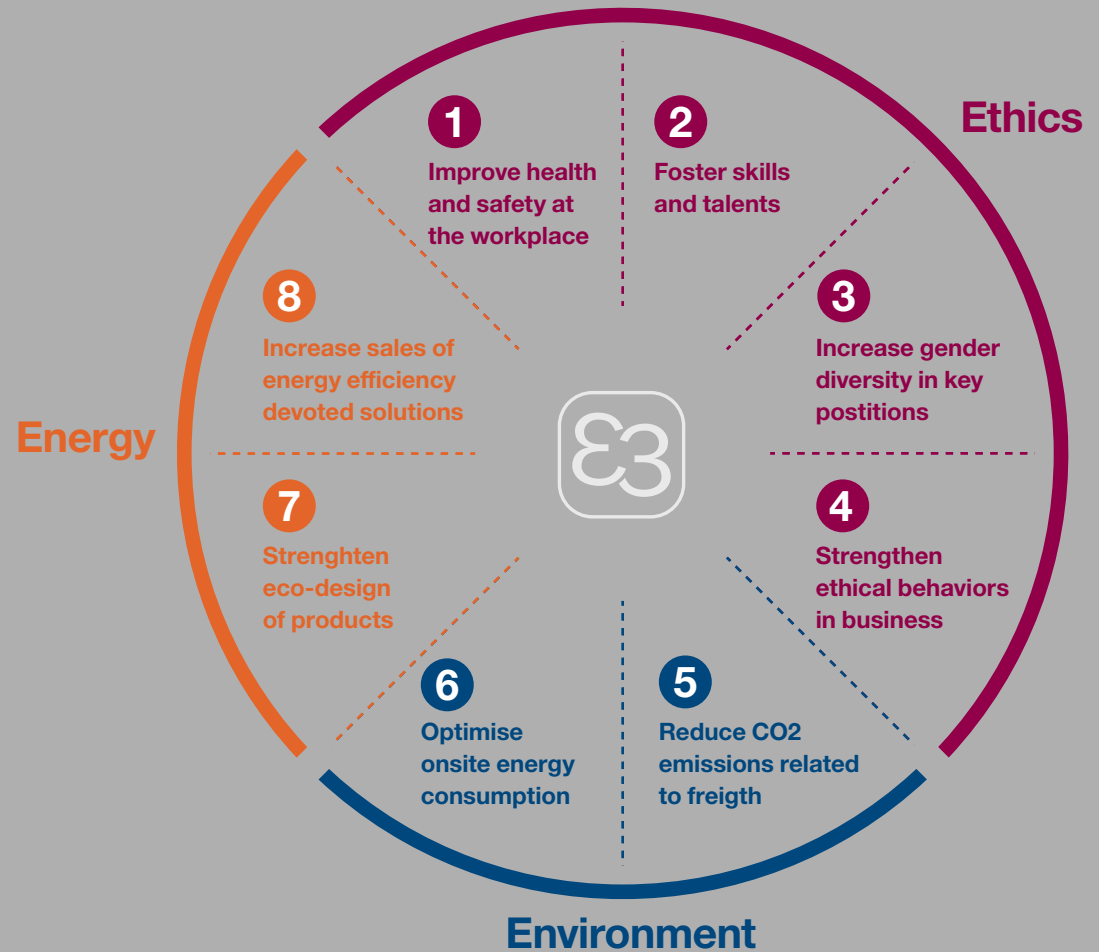 Ethics
1
Improve health
and safety at
the workplace
2
Foster skills
and talents
3
Increase gender
diversity in key
postitions
4
Strengthen
ethical behaviors
in business
Environment
5
Reduce CO2
emissions related
to freigth
6
Optimise
onsite energy
consumption
Energy
7
Strenghten
eco-design
of products
8
Increase sales of
energy efficiency
devoted solutions
Ɛ3